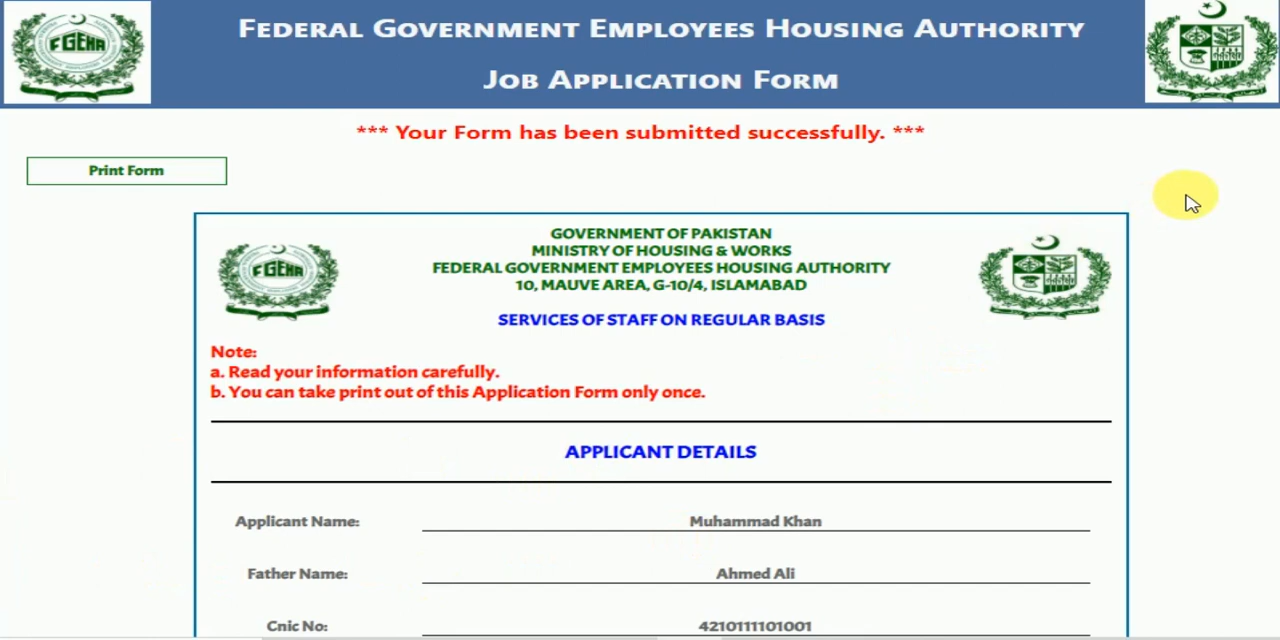 FGEHA
FEDERAL GOVERNMENT EMPLOYEES HOUSING AUTHORITY
JOB APPLICATION FORM
*** Your Form has been submitted successfully. ***
Print Form
FGEHA
GOVERNMENT OF PAKISTAN
MINISTRY OF HOUSING & WORKS
FEDERAL GOVERNMENT EMPLOYEES HOUSING AUTHORITY
10, MAUVE AREA, G-10/4, ISLAMABAD
SERVICES OF STAFF ON REGULAR BASIS
Note:
a. Read your information carefully.
b. You can take print out of this Application Form only once.
APPLICANT DETAILS
Applicant Name: Muhammad Khan
Father Name: Ahmed Ali
Cnic No: 4210111101001